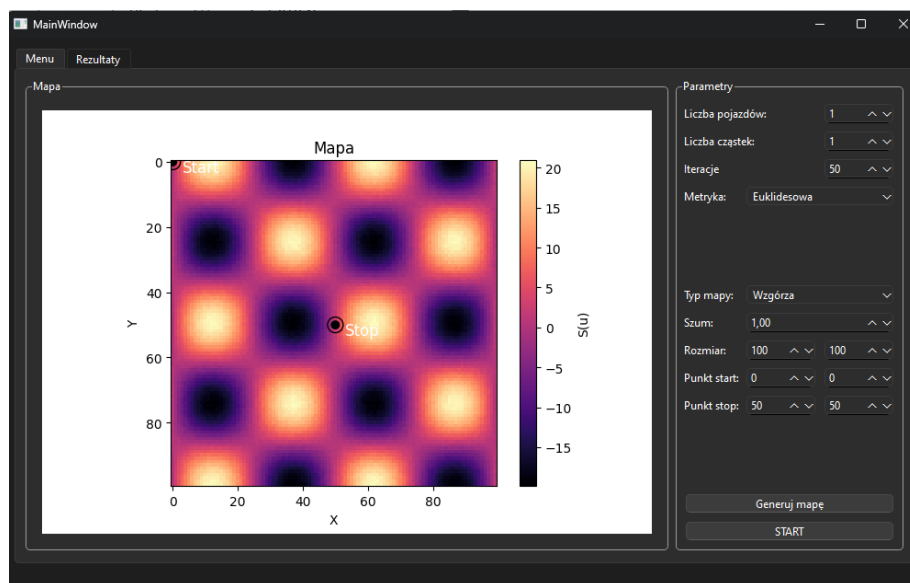 MainWindow
Menu Rezultaty
Mapa
Mapa
Start
Stop
0
20
40
60
80
Y
0 20 40 60 80
X
20
15
10
5
0
−5
−10
−15
S(u)
Parametry
Liczba pojazdów: 1
Liczba cząstek: 1
Iteracje 50
Metryka: Euklidesowa
Typ mapy: Wzgórza
Szum: 1,00
Rozmiar: 100 100
Punkt start: 0 0
Punkt stop: 50 50
Generuj mapę
START